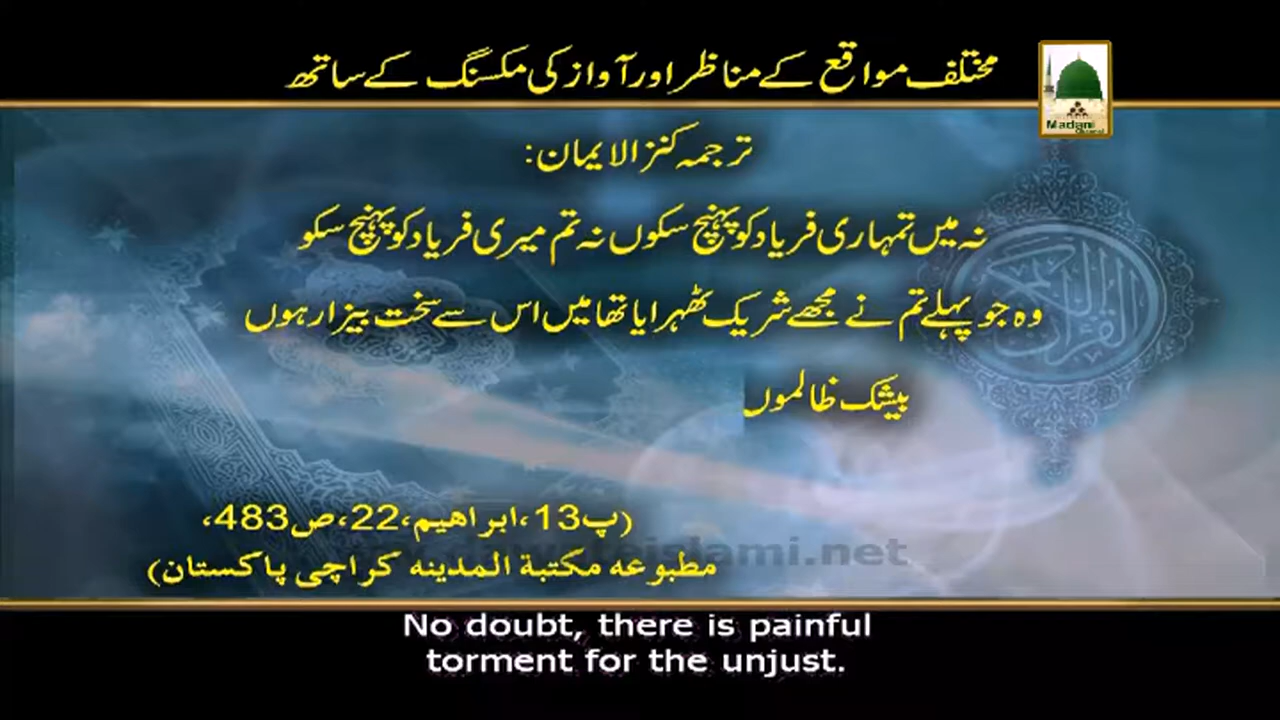 مختلف مواقع کے مناظر اور آواز کی مکسنگ کے ساتھ
Madani
ترجمہ کنز الایمان:
نہ میں تمہاری فریاد کو پہنچ سکوں نہ تم میری فریاد کو پہنچ سکو
وہ جو پہلے تم نے مجھے شریک ٹھہرایا تھا میں اس سے سخت بیزار ہوں
بیشک ظالموں
(پ13،ابراھیم،22،ص483،
مطبوعہ مکتبة المدینہ کراچی پاکستان)
No doubt, there is painful
torment for the unjust.